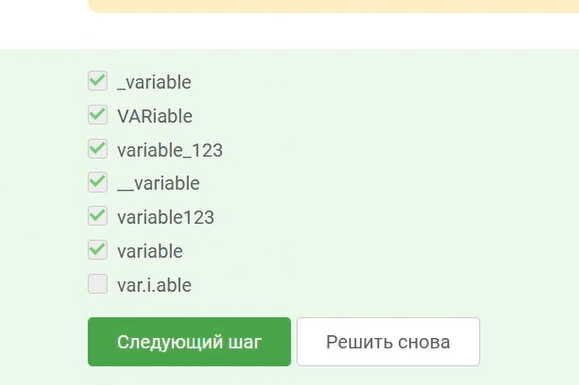 _variable
VARiable
variable_123
__variable
variable123
variable
var.i.able
Следующий шаг
Решить снова